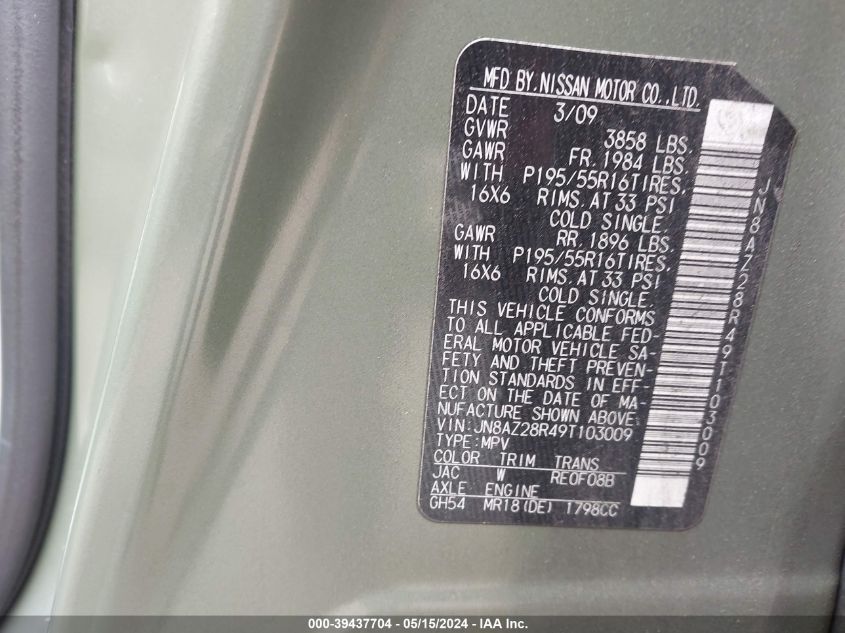 MFD BY.NISSAN MOTOR CO.,LTD.
DATE 3/09
GVWR 3858 LBS.
GAWR FR. 1984 LBS.
WITH P195/55R16TIRES,
16X6 RIMS. AT 33 PSI
COLD SINGLE.
GAWR RR. 1896 LBS.
WITH P195/55R16TIRES,
16X6 RIMS. AT 33 PSI
COLD SINGLE.
THIS VEHICLE CONFORMS
TO ALL APPLICABLE FED-
ERAL MOTOR VEHICLE SA-
FETY AND THEFT PREVEN-
TION STANDARDS IN EFF-
ECT ON THE DATE OF MA-
NUFACTURE SHOWN ABOVE.
VIN:JN8AZ28R49T103009
TYPE:MPV
COLOR TRIM TRANS
JAC W RE0F08B
AXLE ENGINE
GH54 MR18(DE) 1798CC
JN8AZ28R49T103009
000-39437704 - 05/15/2024 - IAA Inc.